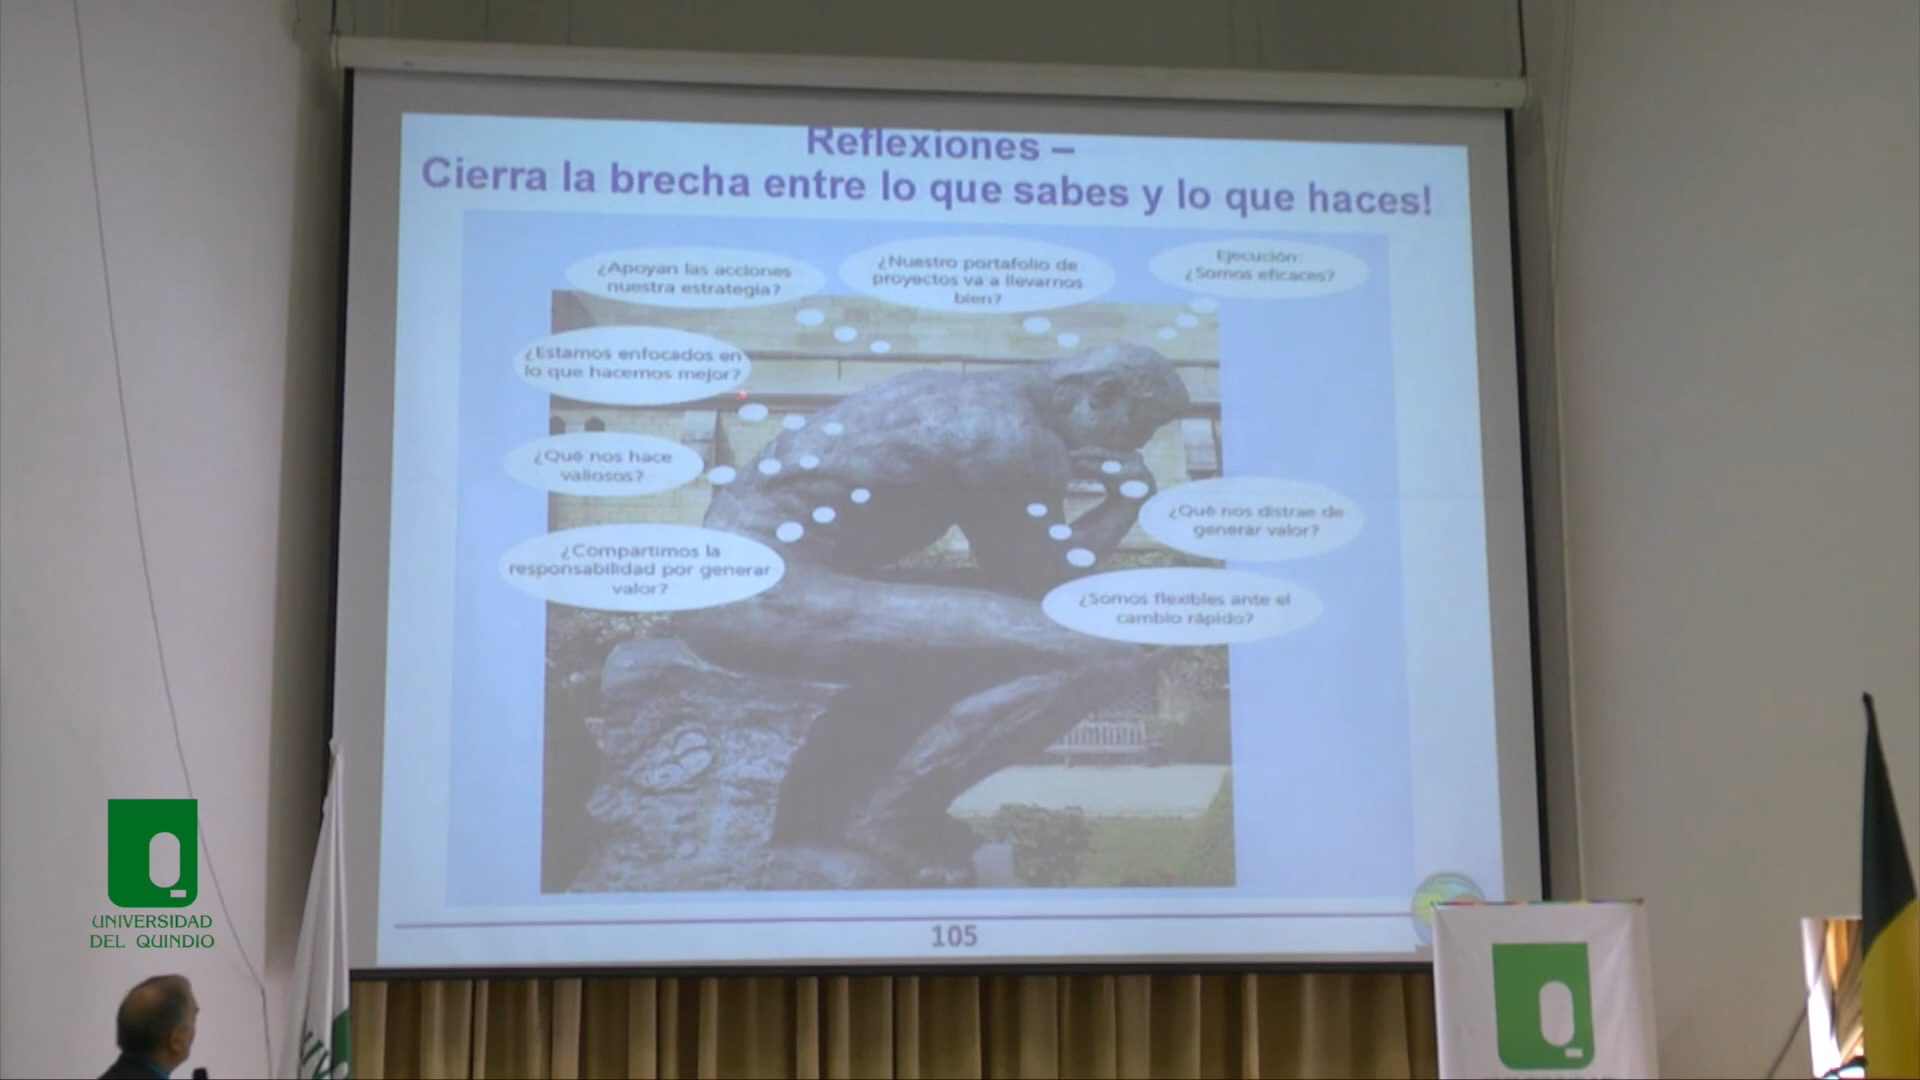 Reflexiones –
Cierra la brecha entre lo que sabes y lo que haces!
¿Apoyan las acciones
nuestra estrategia?
¿Nuestro portafolio de
proyectos va a llevarnos
bien?
Ejecución:
¿Somos eficaces?
¿Estamos enfocados en
lo que hacemos mejor?
¿Qué nos hace
valiosos?
¿Qué nos distrae de
generar valor?
¿Compartimos la
responsabilidad por generar
valor?
¿Somos flexibles ante el
cambio rápido?
105
UNIVERSIDAD
DEL QUINDIO